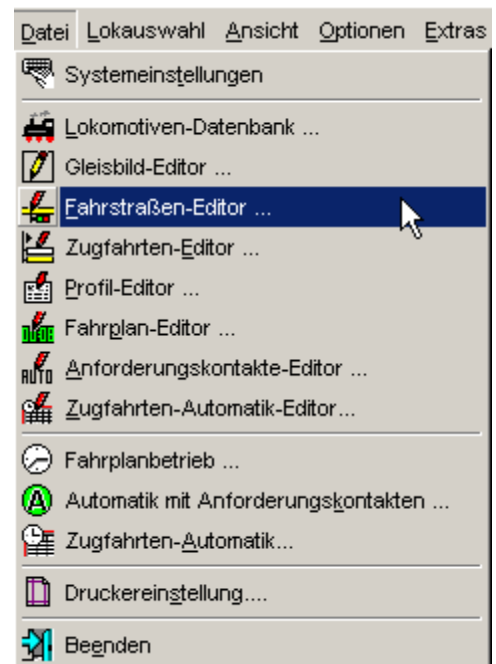 Datei Lokauswahl Ansicht Optionen Extras
Systemeinstellungen
Lokomotiven-Datenbank ...
Gleisbild-Editor ...
Fahrstraßen-Editor ...
Zugfahrten-Editor ...
Profil-Editor ...
Fahrplan-Editor ...
AUTO Anforderungskontakte-Editor ...
Zugfahrten-Automatik-Editor...
Fahrplanbetrieb ...
A Automatik mit Anforderungskontakten ...
Zugfahrten-Automatik...
Druckereinstellung....
Beenden